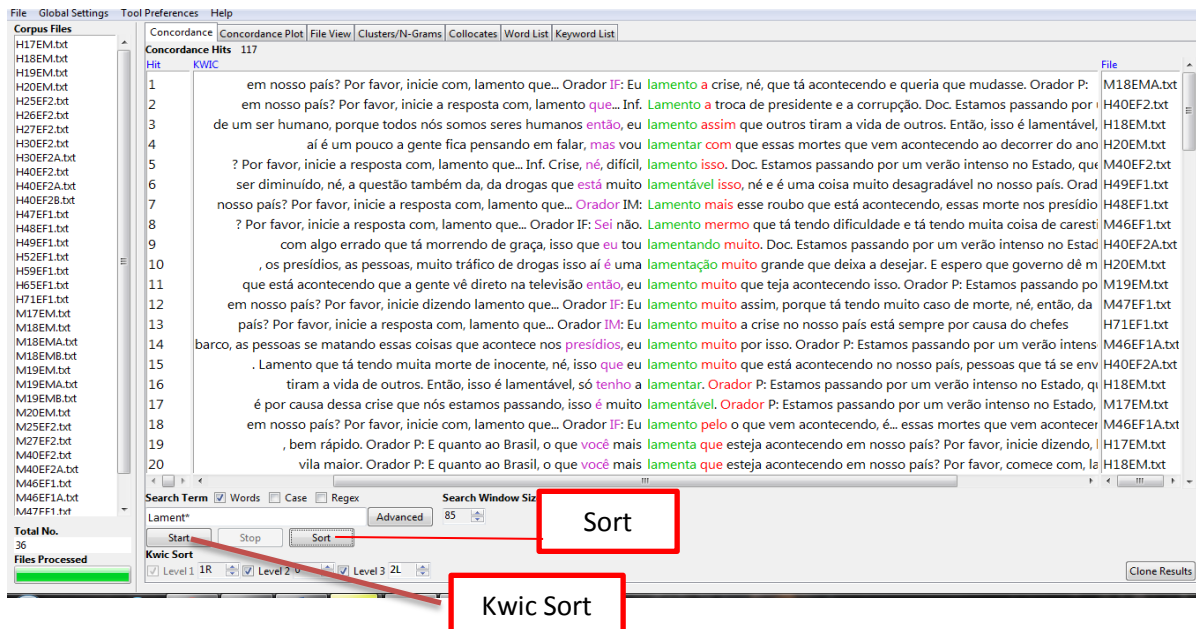 File Global Settings Tool Preferences Help
Corpus Files
H17EM.txt
H18EM.txt
H19EM.txt
H20EM.txt
H25EF2.txt
H26EF2.txt
H27EF2.txt
H30EF2.txt
H30EF2A.txt
H40EF2.txt
H40EF2A.txt
H40EF2B.txt
H47EF1.txt
H48EF1.txt
H49EF1.txt
H52EF1.txt
H59EF1.txt
H65EF1.txt
H71EF1.txt
M17EM.txt
M18EM.txt
M18EMA.txt
M18EMB.txt
M19EM.txt
M19EMA.txt
M19EMB.txt
M20EM.txt
M25EF2.txt
M27EF2.txt
M40EF2.txt
M40EF2A.txt
M46EF1.txt
M46EF1A.txt
M47EF1.txt
Total No.
36
Files Processed
Concordance Concordance Plot File View Clusters/N-Grams Collocates Word List Keyword List
Concordance Hits 117
Hit KWIC File
1 em nosso país? Por favor, inicie com, lamento que... Orador IF: Eu lamento a crise, né, que tá acontecendo e queria que mudasse. Orador P: M18EMA.txt
2 em nosso país? Por favor, inicie a resposta com, lamento que... Inf. Lamento a troca de presidente e a corrupção. Doc. Estamos passando por H40EF2.txt
3 de um ser humano, porque todos nós somos seres humanos então, eu lamento assim que outros tiram a vida de outros. Então, isso é lamentável, H18EM.txt
4 aí é um pouco a gente fica pensando em falar, mas vou lamentar com que essas mortes que vem acontecendo ao decorrer do ano H20EM.txt
5 ? Por favor, inicie a resposta com, lamento que... Inf. Crise, né, difícil, lamento isso. Doc. Estamos passando por um verão intenso no Estado, que M40EF2.txt
6 ser diminuído, né, a questão também da, da drogas que está muito lamentável isso, né e é uma coisa muito desagradável no nosso país. Orad H49EF1.txt
7 nosso país? Por favor, inicie a resposta com, lamento que... Orador IM: Lamento mais esse roubo que está acontecendo, essas morte nos presídio H48EF1.txt
8 ? Por favor, inicie a resposta com, lamento que... Orador IF: Sei não. Lamento mermo que tá tendo dificuldade e tá tendo muita coisa de caresti M46EF1.txt
9 com algo errado que tá morrendo de graça, isso que eu tou lamentando muito. Doc. Estamos passando por um verão intenso no Estad H40EF2A.txt
10 , os presídios, as pessoas, muito tráfico de drogas isso aí é uma lamentação muito grande que deixa a desejar. E espero que governo dê m H20EM.txt
11 que está acontecendo que a gente vê direto na televisão então, eu lamento muito que teja acontecendo isso. Orador P: Estamos passando po M19EM.txt
12 em nosso país? Por favor, inicie dizendo, lamento que... Orador IF: Eu lamento muito assim, porque tá tendo muito caso de morte, né, então, da M47EF1.txt
13 país? Por favor, inicie a resposta com, lamento que... Orador IM: Eu lamento muito a crise no nosso país está sempre por causa do chefes H71EF1.txt
14 barco, as pessoas se matando essas coisas que acontece nos presídios, eu lamento muito por isso. Orador P: Estamos passando por um verão intens M46EF1A.txt
15 . Lamento que tá tendo muita morte de inocente, né, isso que eu lamento muito que está acontecendo no nosso país, pessoas que tá se env H40EF2A.txt
16 tiram a vida de outros. Então, isso é lamentável, só tenho a lamentar. Orador P: Estamos passando por um verão intenso no Estado, qu H18EM.txt
17 é por causa dessa crise que nós estamos passando, isso é muito lamentável. Orador P: Estamos passando por um verão intenso no Estado, M17EM.txt
18 em nosso país? Por favor, inicie com, lamento que... Orador IF: Eu lamento pelo o que vem acontecendo, é... essas mortes que vem acontecer M46EF1A.txt
19 , bem rápido. Orador P: E quanto ao Brasil, o que você mais lamenta que esteja acontecendo em nosso país? Por favor, inicie dizendo, H17EM.txt
20 vila maior. Orador P: E quanto ao Brasil, o que você mais lamenta que esteja acontecendo em nosso país? Por favor, comece com, la H18EM.txt
Search Term Words Case Regex Search Window Siz
Lament* Advanced 85
Start Stop Sort
Kwic Sort
Level 1 1R Level 2 0 Level 3 2L
Clone Results
Sort
Kwic Sort